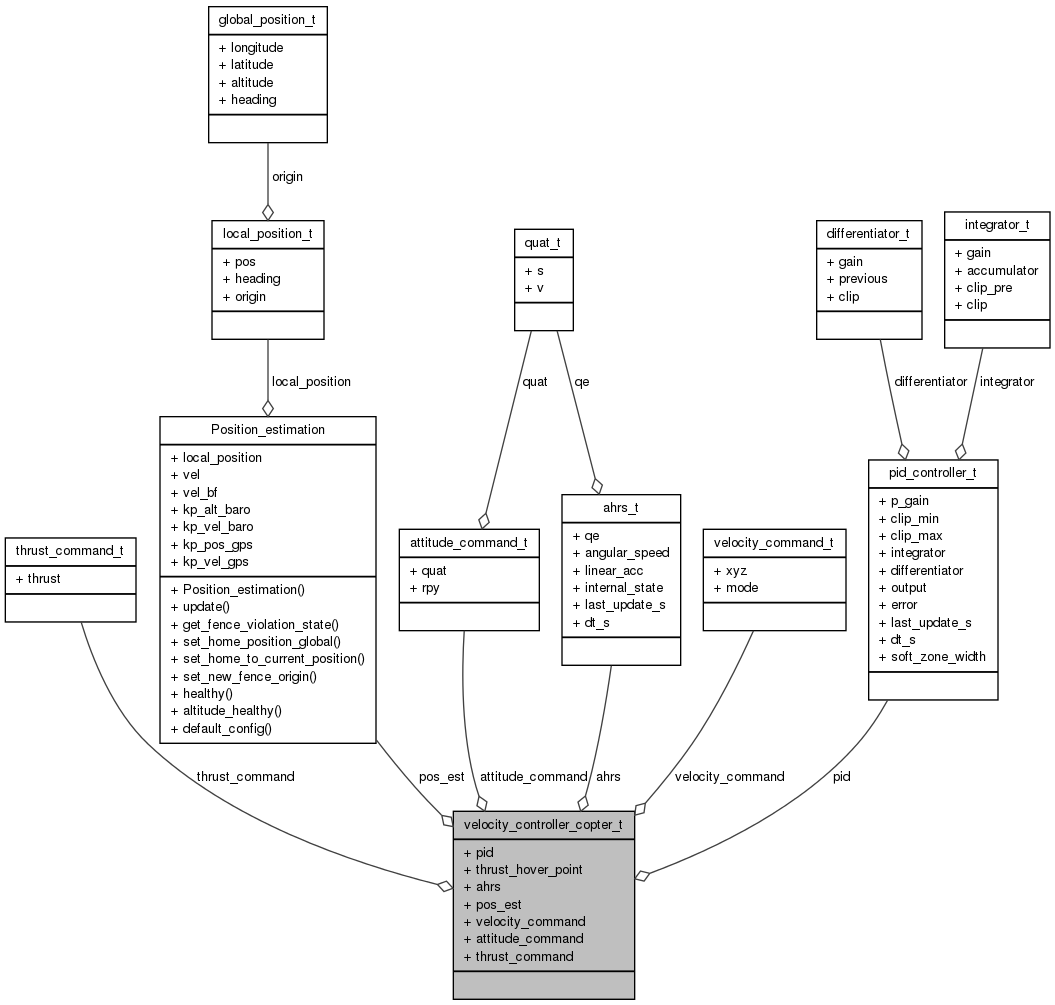 global_position_t
+ longitude
+ latitude
+ altitude
+ heading
origin
local_position_t
+ pos
+ heading
+ origin
local_position
quat_t
+ s
+ v
quat
qe
differentiator_t
+ gain
+ previous
+ clip
differentiator
integrator_t
+ gain
+ accumulator
+ clip_pre
+ clip
integrator
thrust_command_t
+ thrust
thrust_command
Position_estimation
+ local_position
+ vel
+ vel_bf
+ kp_alt_baro
+ kp_vel_baro
+ kp_pos_gps
+ kp_vel_gps
+ Position_estimation()
+ update()
+ get_fence_violation_state()
+ set_home_position_global()
+ set_home_to_current_position()
+ set_new_fence_origin()
+ healthy()
+ altitude_healthy()
+ default_config()
pos_est
attitude_command_t
+ quat
+ rpy
attitude_command
ahrs_t
+ qe
+ angular_speed
+ linear_acc
+ internal_state
+ last_update_s
+ dt_s
ahrs
velocity_command_t
+ xyz
+ mode
velocity_command
pid_controller_t
+ p_gain
+ clip_min
+ clip_max
+ integrator
+ differentiator
+ output
+ error
+ last_update_s
+ dt_s
+ soft_zone_width
pid
velocity_controller_copter_t
+ pid
+ thrust_hover_point
+ ahrs
+ pos_est
+ velocity_command
+ attitude_command
+ thrust_command